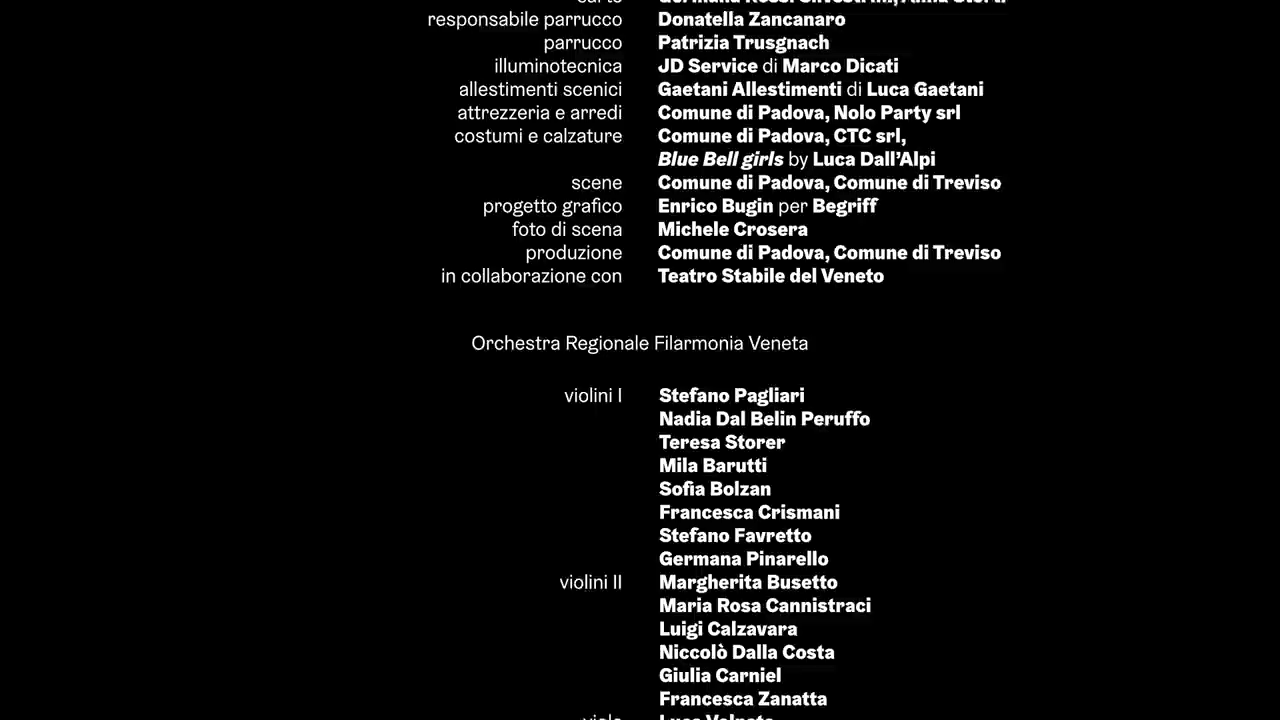 responsabile parrucco Donatella Zancanaro
parrucco Patrizia Trusgnach
illuminotecnica JD Service di Marco Dicati
allestimenti scenici Gaetani Allestimenti di Luca Gaetani
attrezzeria e arredi Comune di Padova, Nolo Party srl
costumi e calzature Comune di Padova, CTC srl,
Blue Bell girls by Luca Dall'Alpi
scene Comune di Padova, Comune di Treviso
progetto grafico Enrico Bugin per Begriff
foto di scena Michele Crosera
produzione Comune di Padova, Comune di Treviso
in collaborazione con Teatro Stabile del Veneto
Orchestra Regionale Filarmonia Veneta
violini I Stefano Pagliari
Nadia Dal Belin Peruffo
Teresa Storer
Mila Barutti
Sofia Bolzan
Francesca Crismani
Stefano Favretto
Germana Pinarello
violini II Margherita Busetto
Maria Rosa Cannistraci
Luigi Calzavara
Niccolò Dalla Costa
Giulia Carniel
Francesca Zanatta